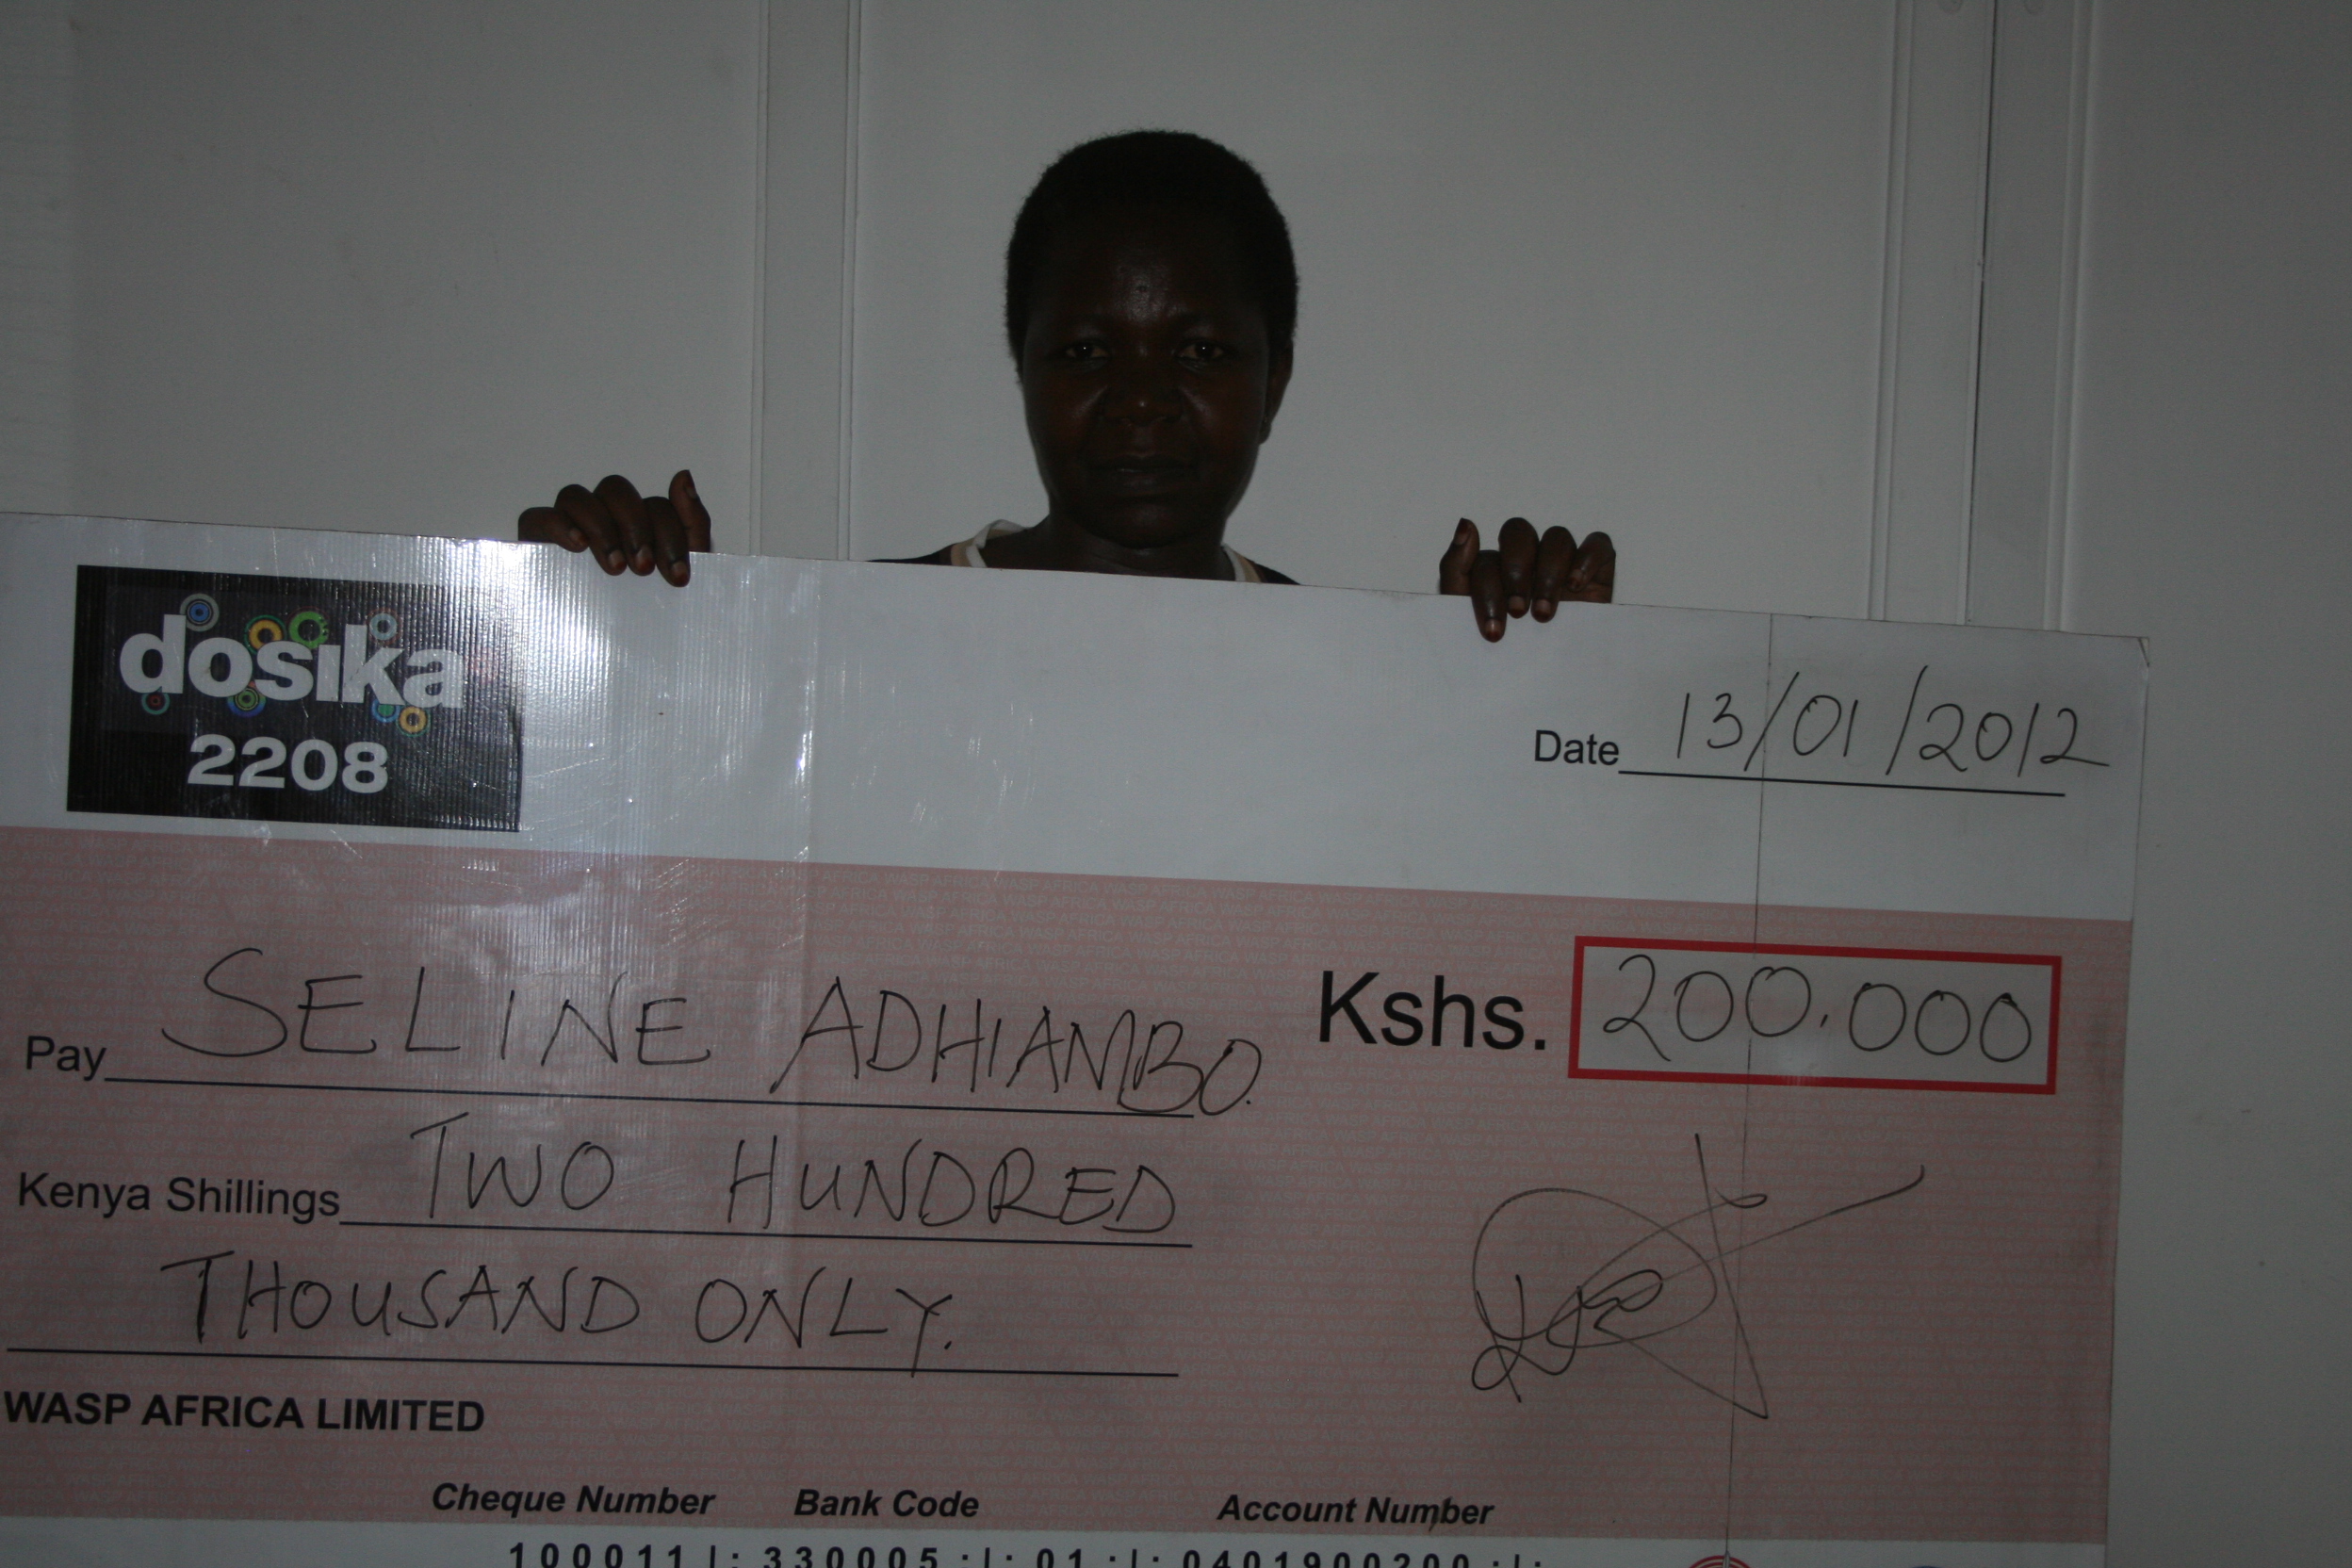 dosika
2208
Date 13/01/2012
Pay SELINE ADHIAMBO.
Kshs. 200,000
Kenya Shillings TWO HUNDRED
THOUSAND ONLY.
WASP AFRICA LIMITED
Cheque Number Bank Code Account Number
100011 |: 330005 :|: 01 :|: 0401900200 :|: